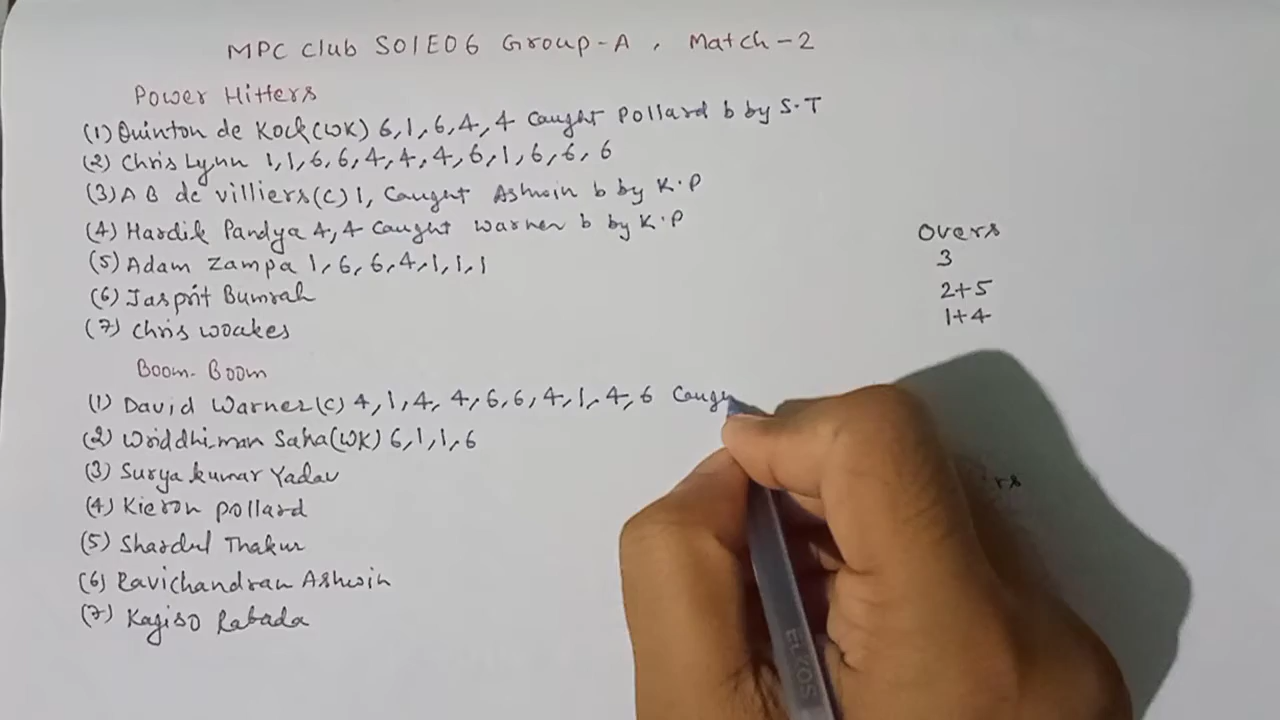 MPC Club S01E06 Group-A, Match-2
Power Hitters
(1) Quinton de Kock(WK) 6,1,6,4,4 Caught Pollard b by S.T
(2) Chris Lynn 1,1,6,6,4,4,4,6,1,6,6,6
(3) A B de villiers(C) 1, Caught Ashwin b by K.P
(4) Hardik Pandya 4,4 Caught Warner b by K.P
(5) Adam Zampa 1,6,6,4,1,1,1
(6) Jasprit Bumrah
(7) Chris Woakes
Overs
3
2+5
1+4
Boom-Boom
(1) David Warner(C) 4,1,4,4,6,6,4,1,4,6 Caugh
(2) Wriddhiman Saha(WK) 6,1,1,6
(3) Surya kumar Yadav
(4) Kieron pollard
(5) Shardul Thakur
(6) Ravichandran Ashwin
(7) Kagiso Rabada
ELKOS